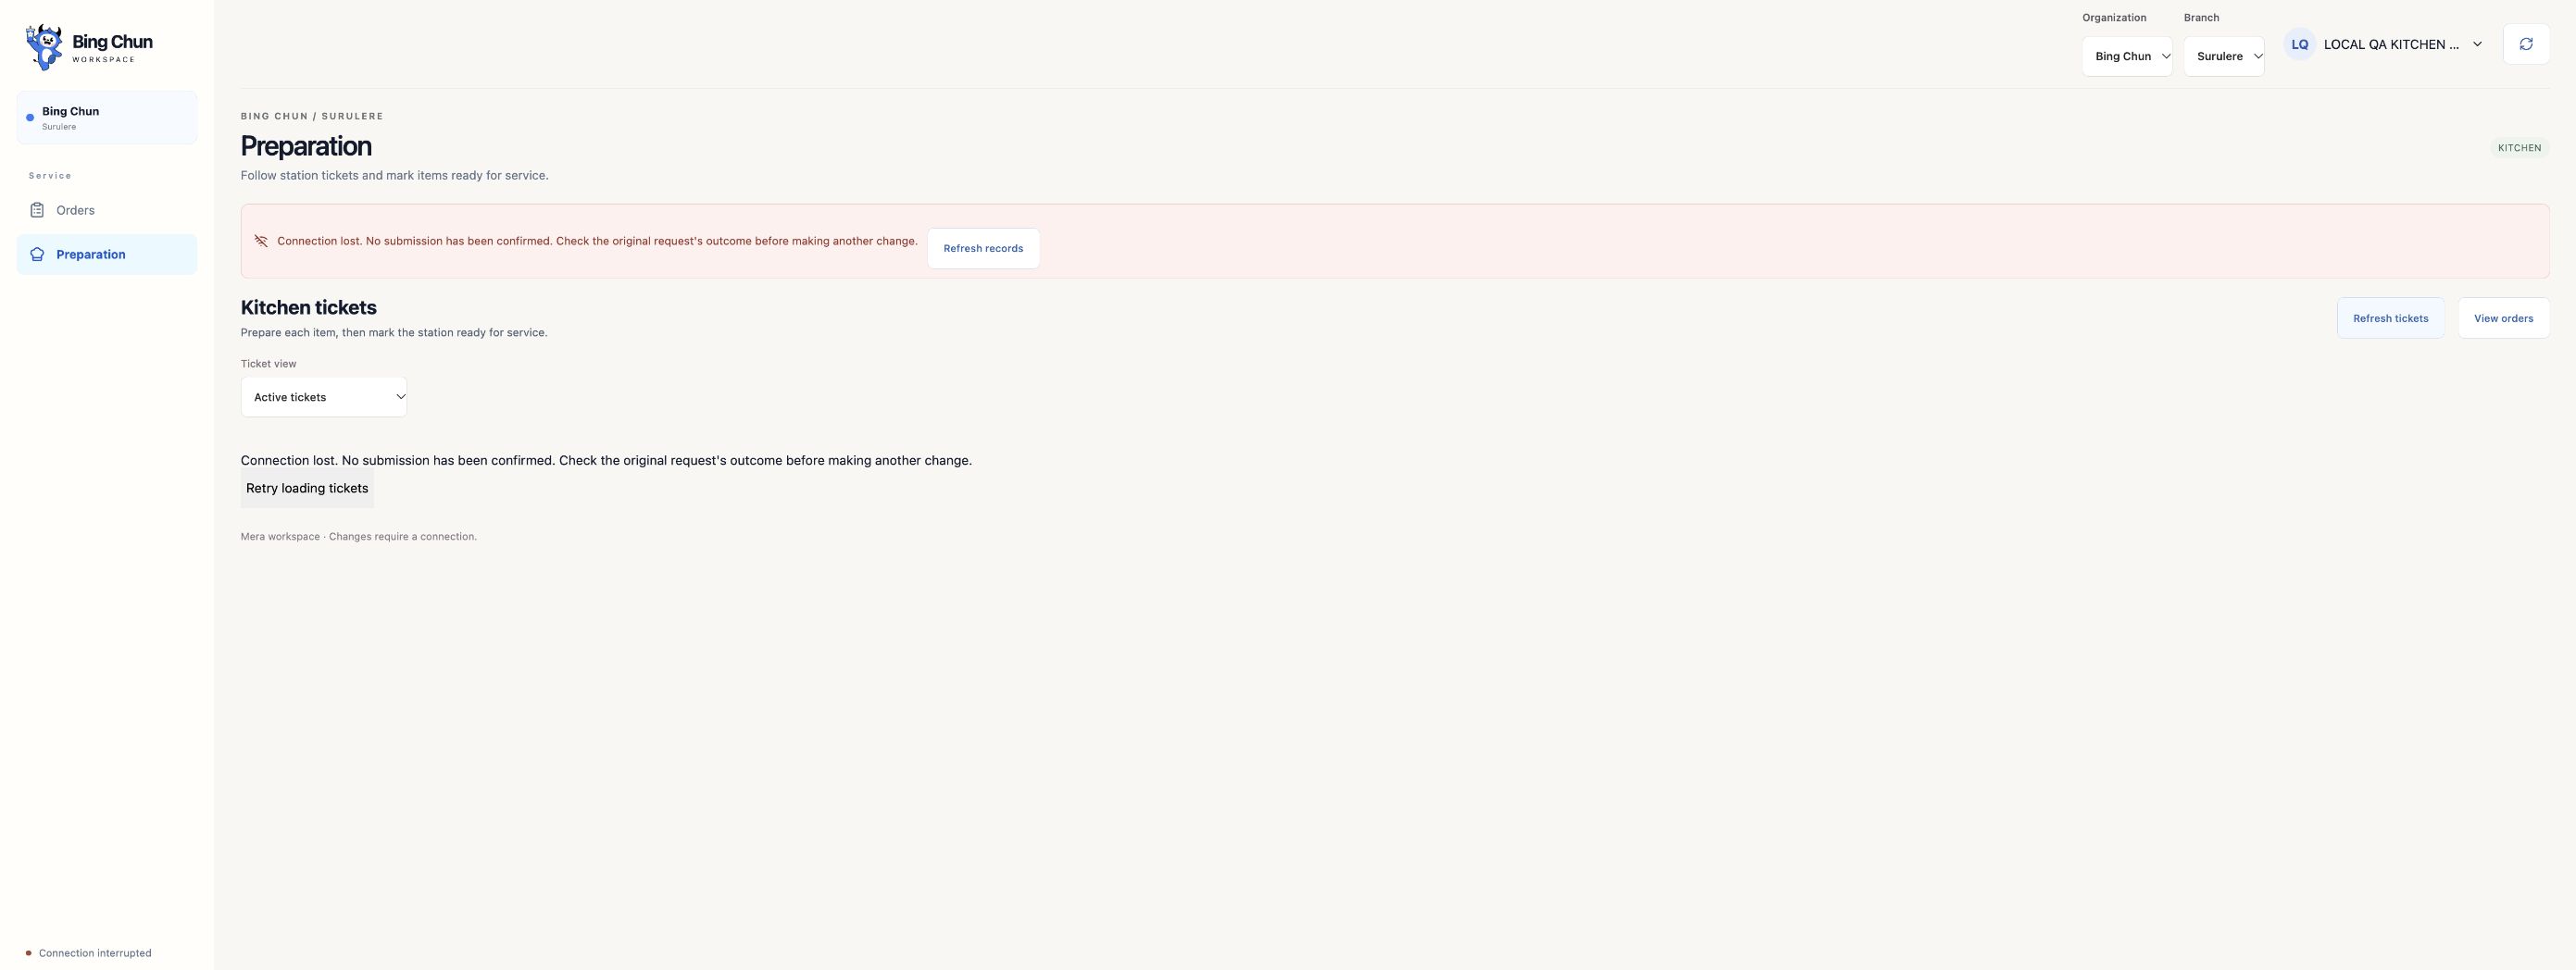 Bing Chun
WORKSPACE
Bing Chun
Surulere
Service
Orders
Preparation
Connection interrupted
Organization
Branch
Bing Chun
Surulere
LQ
LOCAL QA KITCHEN ...
BING CHUN / SURULERE
Preparation
KITCHEN
Follow station tickets and mark items ready for service.
Connection lost. No submission has been confirmed. Check the original request's outcome before making another change.
Refresh records
Kitchen tickets
Prepare each item, then mark the station ready for service.
Refresh tickets
View orders
Ticket view
Active tickets
Connection lost. No submission has been confirmed. Check the original request's outcome before making another change.
Retry loading tickets
Mera workspace · Changes require a connection.